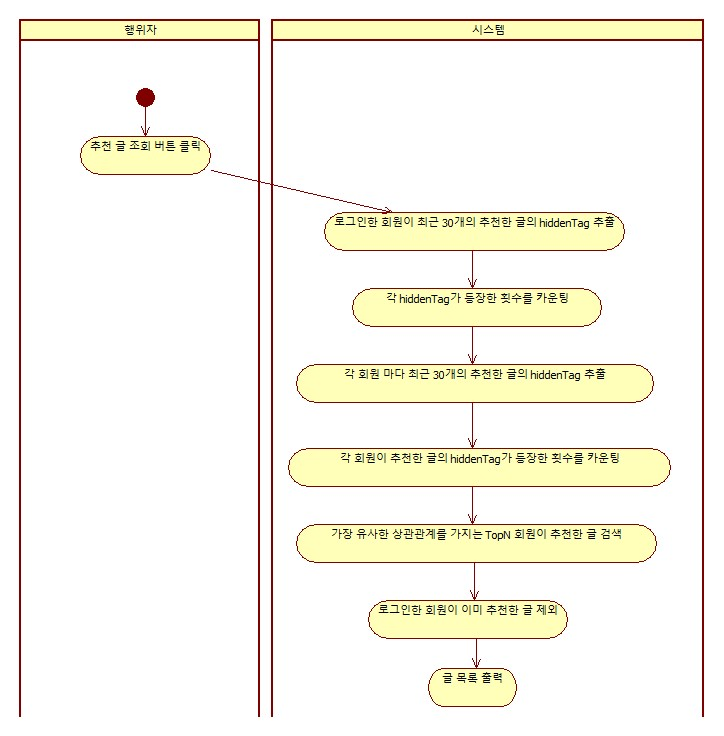 행위자
시스템
추천 글 조회 버튼 클릭
로그인한 회원이 최근 30개의 추천한 글의 hiddenTag 추출
각 hiddenTag가 등장한 횟수를 카운팅
각 회원 마다 최근 30개의 추천한 글의 hiddenTag 추출
각 회원이 추천한 글의 hiddenTag가 등장한 횟수를 카운팅
가장 유사한 상관관계를 가지는 TopN 회원이 추천한 글 검색
로그인한 회원이 이미 추천한 글 제외
글 목록 출력